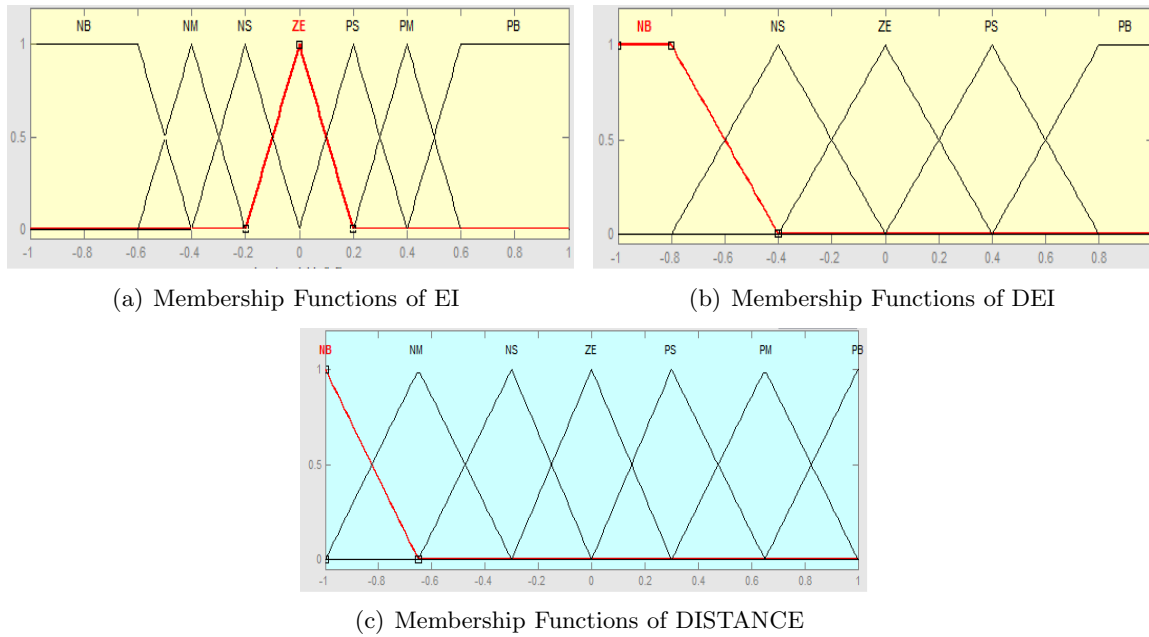 NB NM NS ZE PS PM PB
1
0.5
0
-1 -0.8 -0.6 -0.4 -0.2 0 0.2 0.4 0.6 0.8 1
(a) Membership Functions of EI
NB NS ZE PS PB
1
0.5
0
-1 -0.8 -0.6 -0.4 -0.2 0 0.2 0.4 0.6 0.8
(b) Membership Functions of DEI
NB NM NS ZE PS PM PB
1
0.5
0
-1 -0.8 -0.6 -0.4 -0.2 0 0.2 0.4 0.6 0.8 1
(c) Membership Functions of DISTANCE